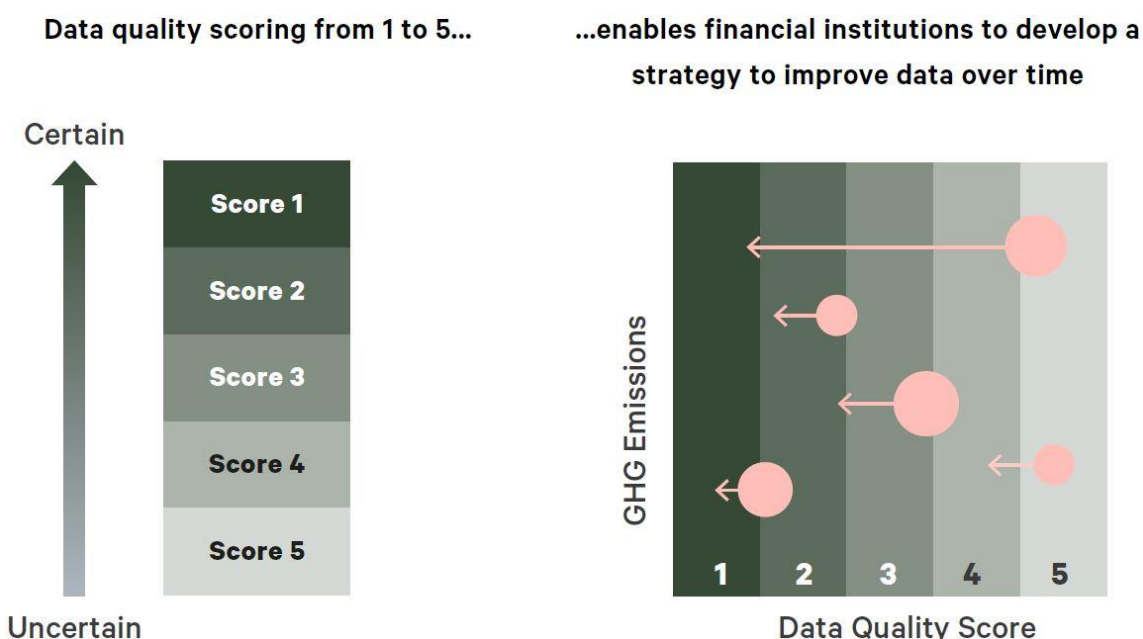 Data quality scoring from 1 to 5...
...enables financial institutions to develop a
strategy to improve data over time
Certain
Score 1
Score 2
Score 3
Score 4
Score 5
Uncertain
GHG Emissions
1 2 3 4 5
Data Quality Score